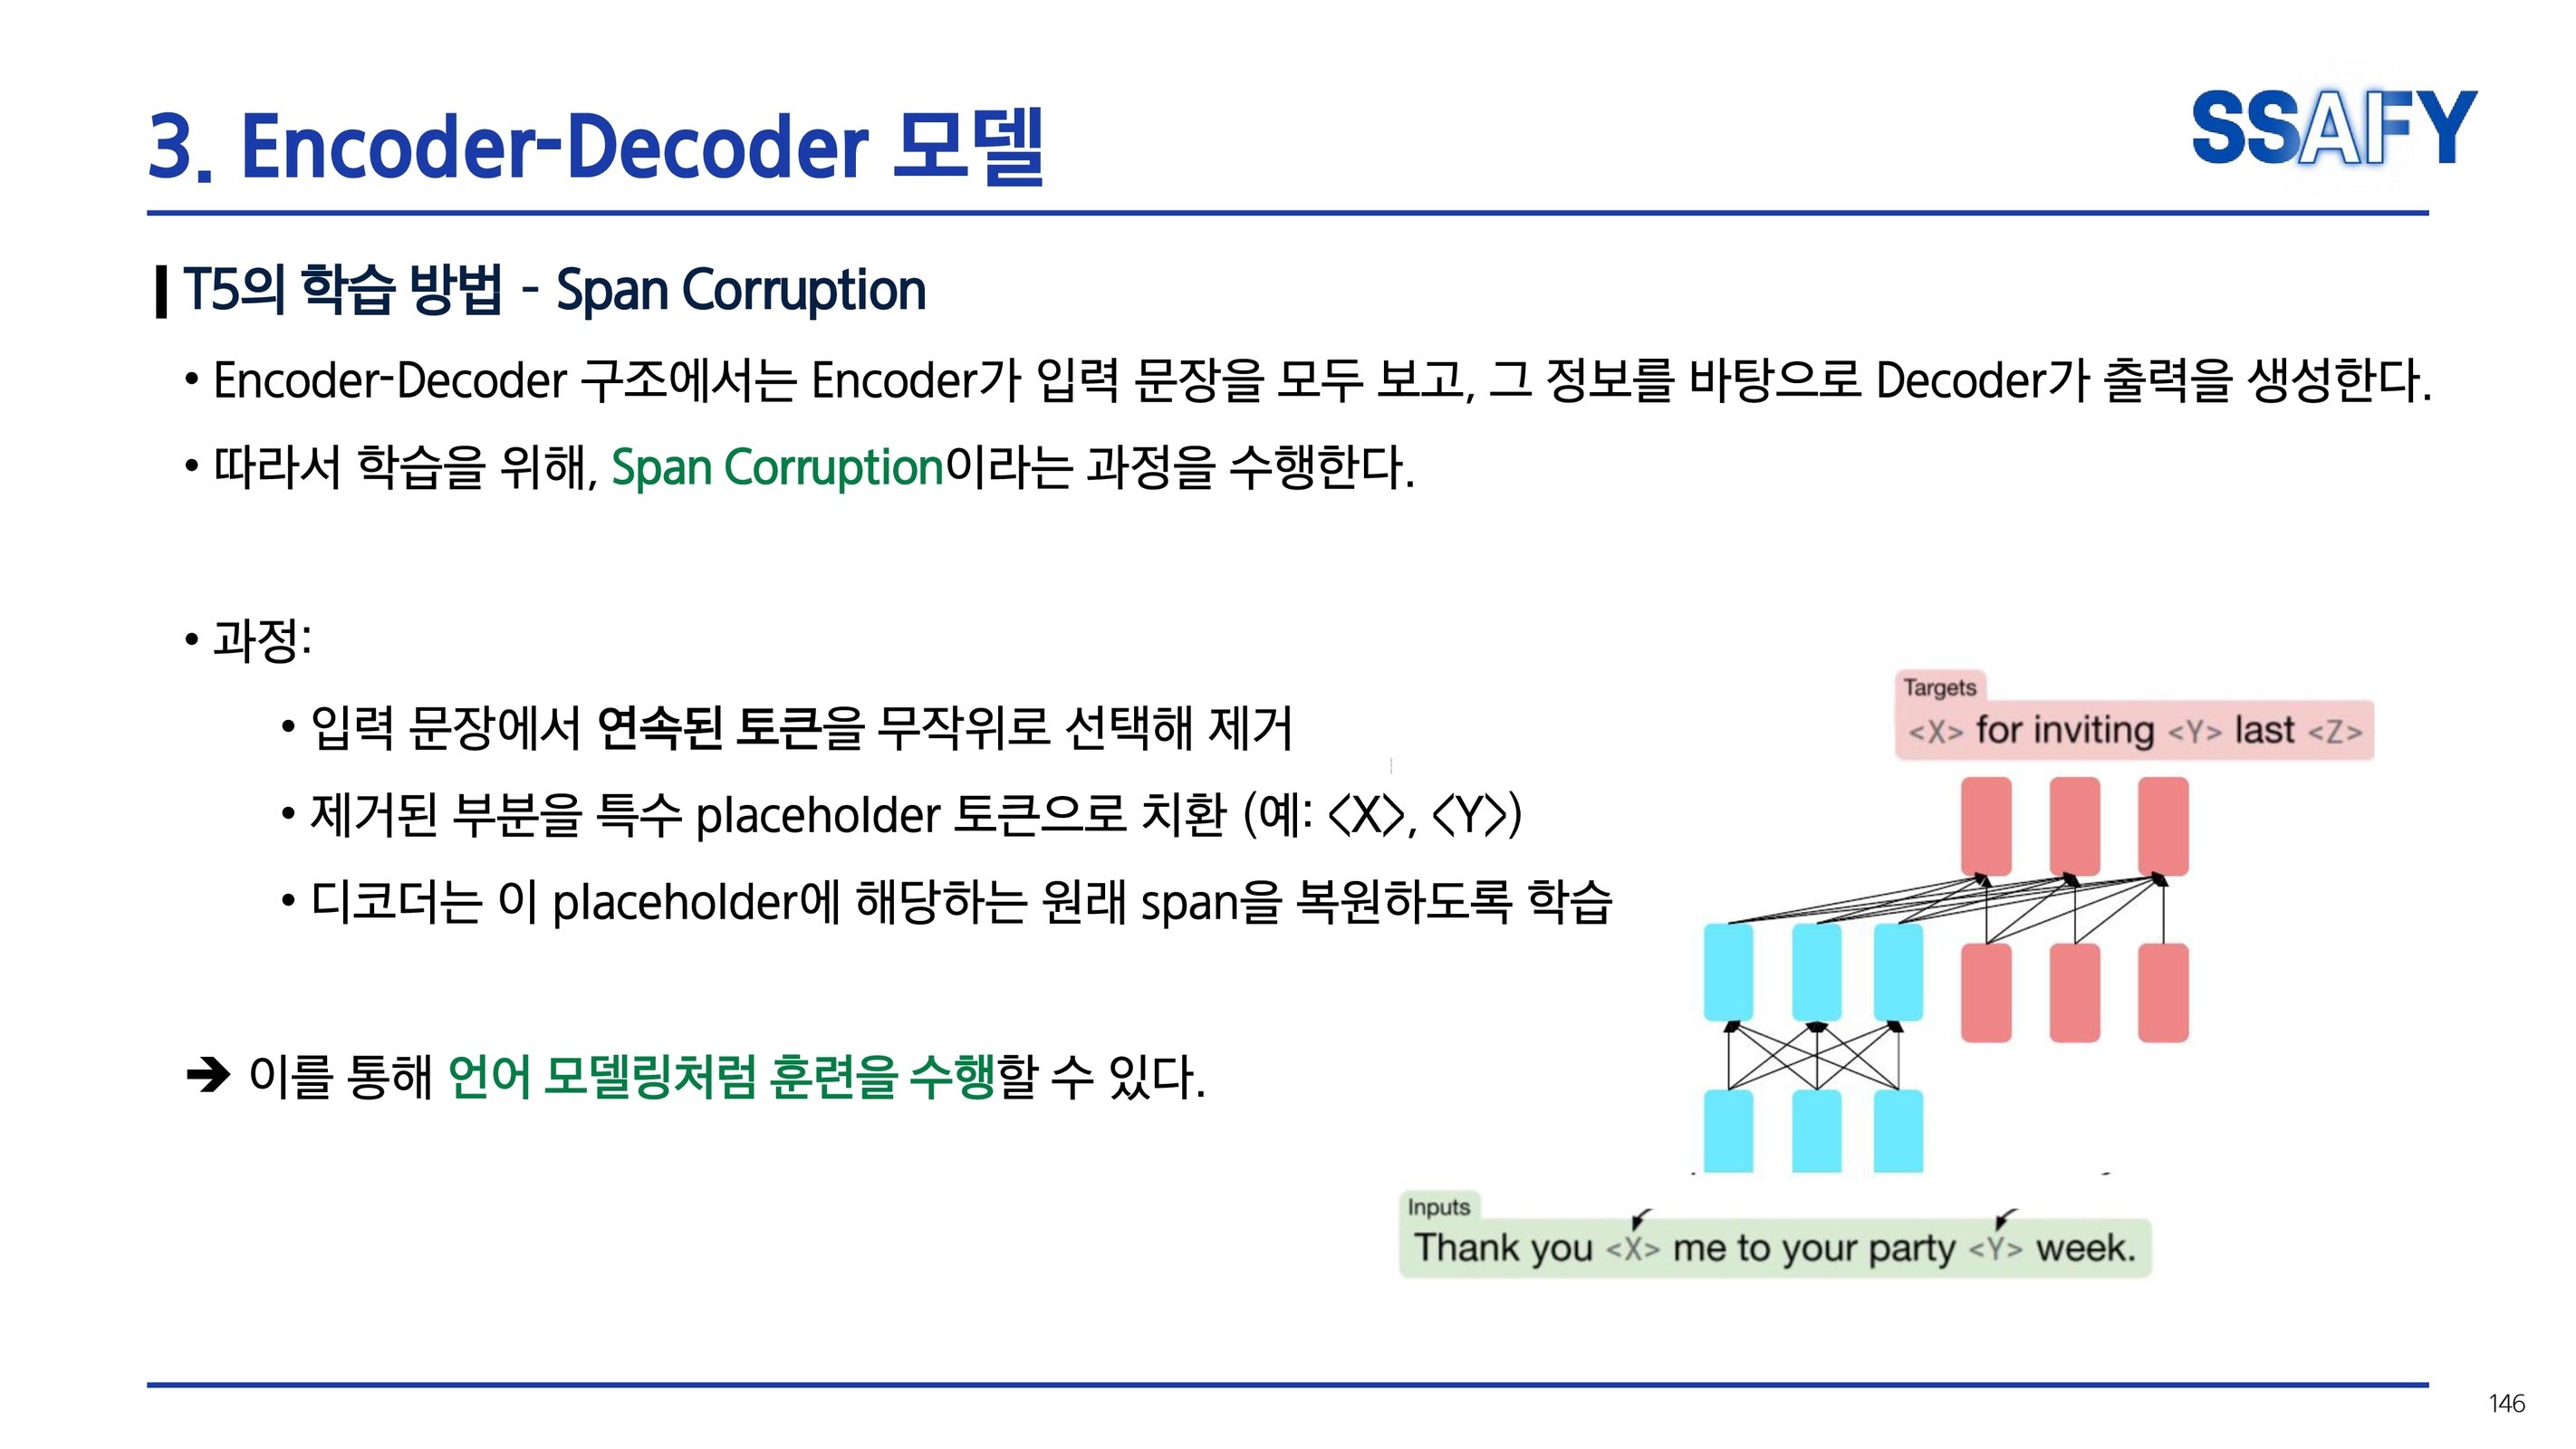 3. Encoder-Decoder 모델
SSAFY
T5의 학습 방법 - Span Corruption
• Encoder-Decoder 구조에서는 Encoder가 입력 문장을 모두 보고, 그 정보를 바탕으로 Decoder가 출력을 생성한다.
• 따라서 학습을 위해, Span Corruption이라는 과정을 수행한다.
• 과정:
• 입력 문장에서 연속된 토큰을 무작위로 선택해 제거
• 제거된 부분을 특수 placeholder 토큰으로 치환 (예: <X>, <Y>)
• 디코더는 이 placeholder에 해당하는 원래 span을 복원하도록 학습
➔ 이를 통해 언어 모델링처럼 훈련을 수행할 수 있다.
Targets
<X> for inviting <Y> last <Z>
Inputs
Thank you <X> me to your party <Y> week.
146